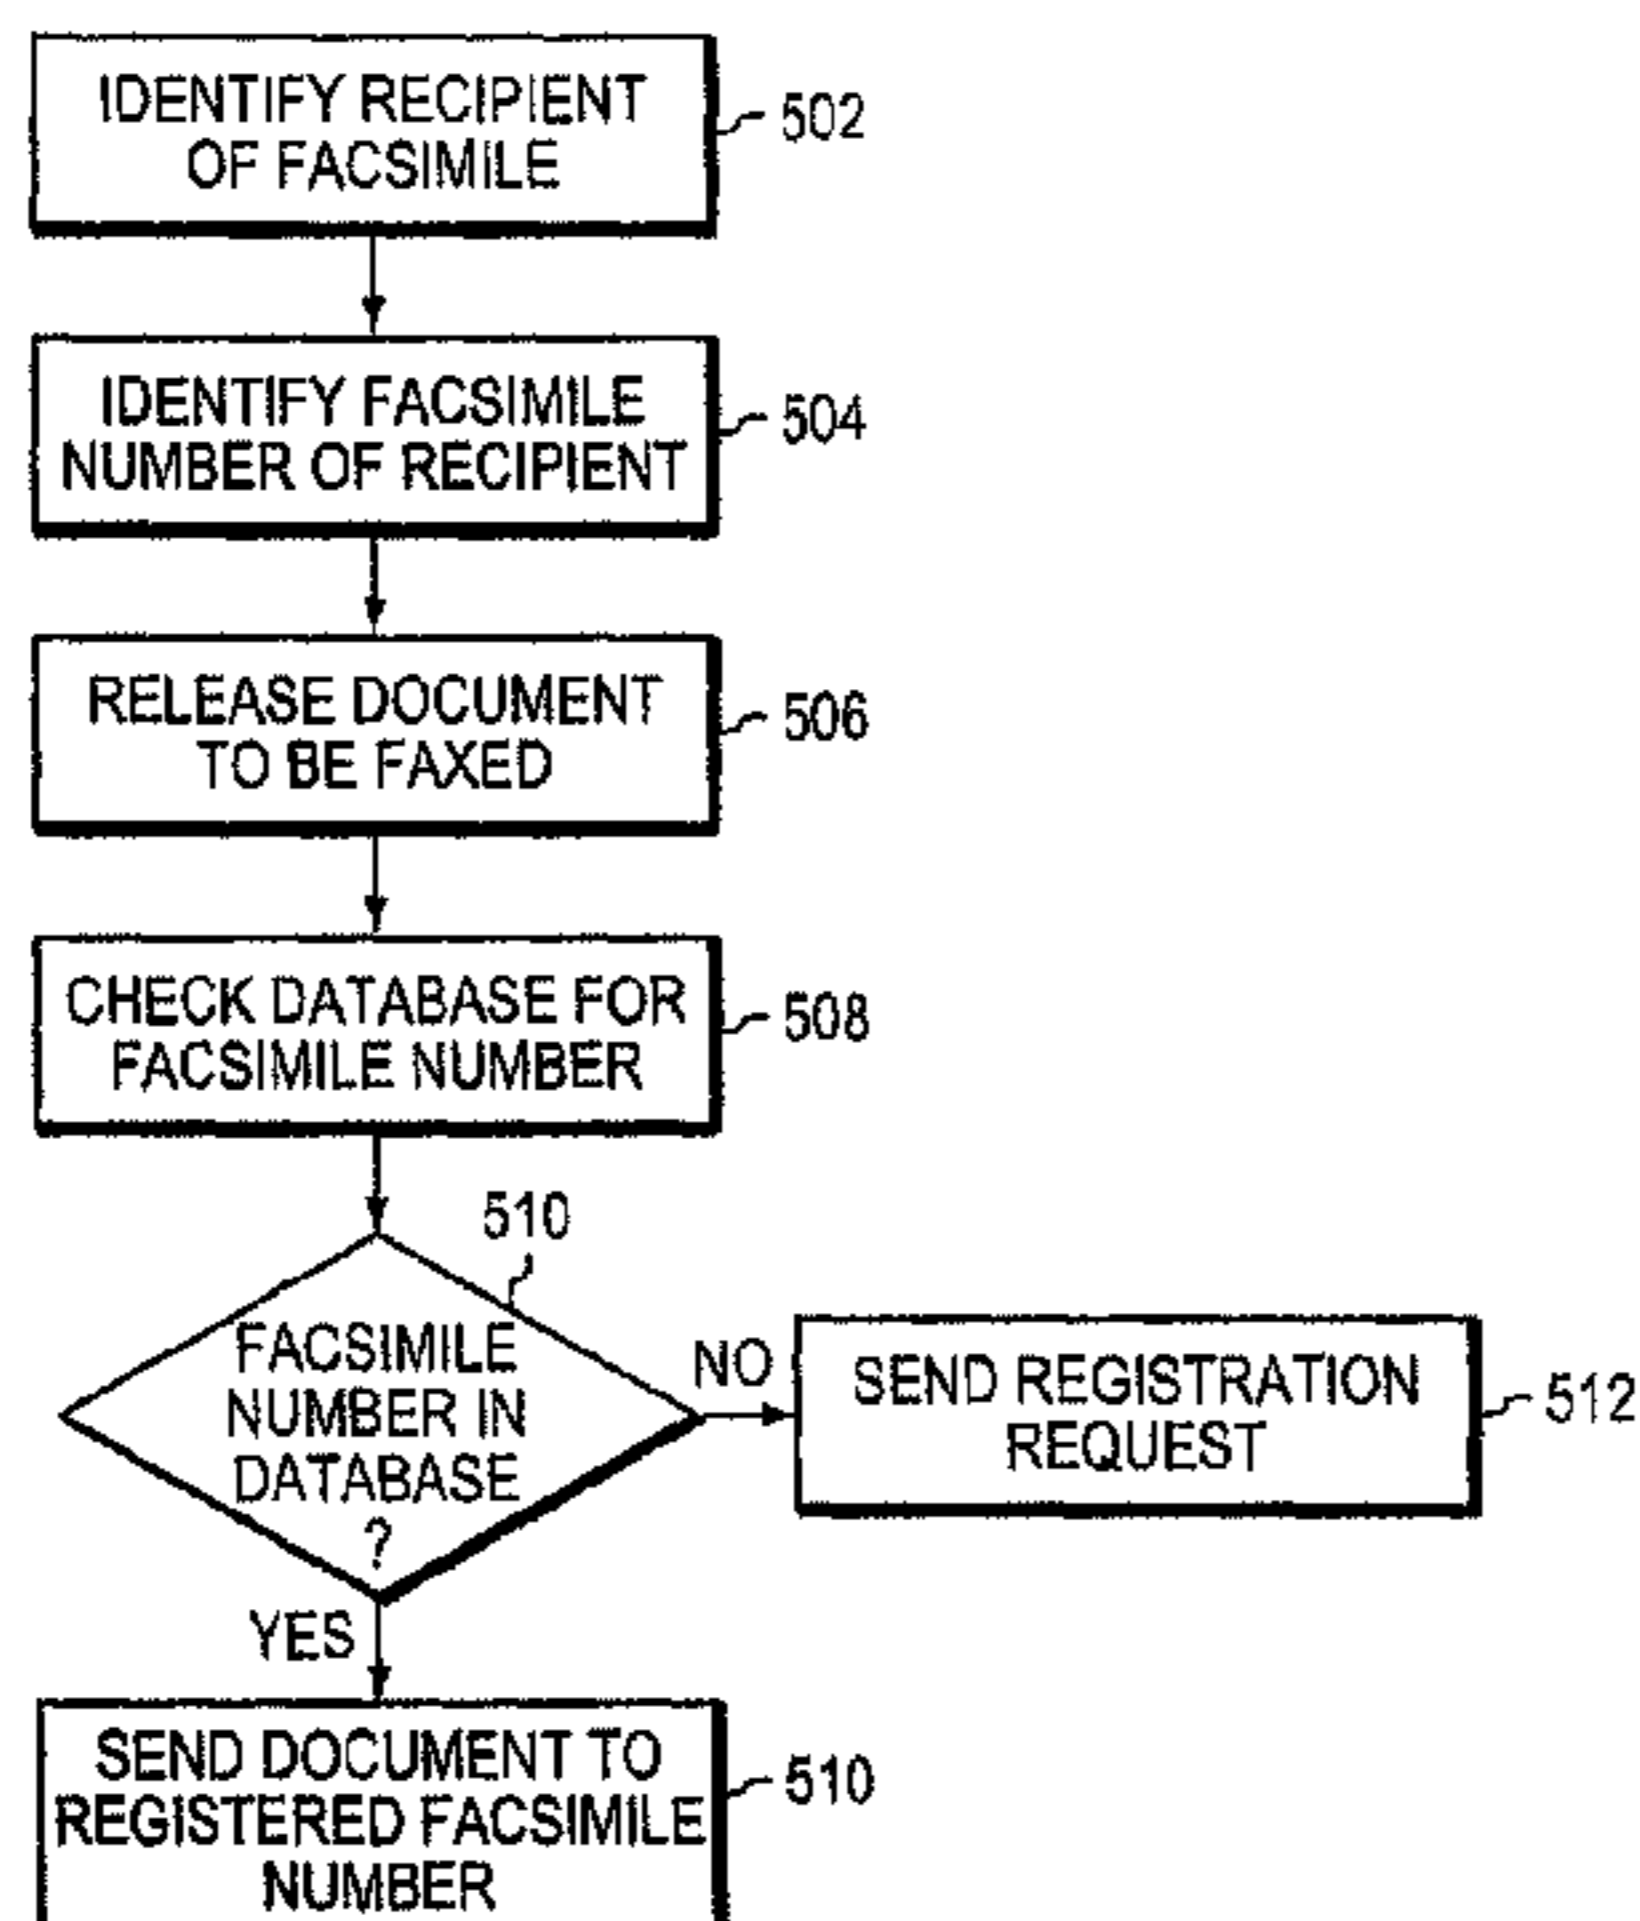 IDENTIFY RECIPIENT
OF FACSIMILE
502
IDENTIFY FACSIMILE
NUMBER OF RECIPIENT
504
RELEASE DOCUMENT
TO BE FAXED
506
CHECK DATABASE FOR
FACSIMILE NUMBER
508
510
FACSIMILE
NUMBER IN
DATABASE
?
NO
SEND REGISTRATION
REQUEST
512
YES
SEND DOCUMENT TO
REGISTERED FACSIMILE
NUMBER
510